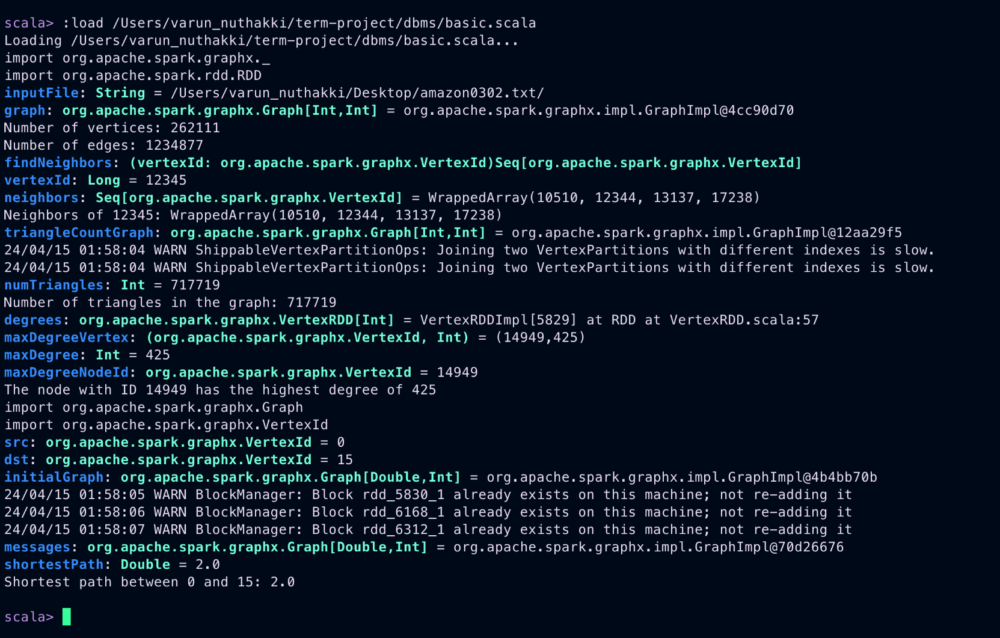 scala> :load /Users/varun_nuthakki/term-project/dbms/basic.scala
Loading /Users/varun_nuthakki/term-project/dbms/basic.scala...
import org.apache.spark.graphx._
import org.apache.spark.rdd.RDD
inputFile: String = /Users/varun_nuthakki/Desktop/amazon0302.txt/
graph: org.apache.spark.graphx.Graph[Int,Int] = org.apache.spark.graphx.impl.GraphImpl@4cc90d70
Number of vertices: 262111
Number of edges: 1234877
findNeighbors: (vertexId: org.apache.spark.graphx.VertexId)Seq[org.apache.spark.graphx.VertexId]
vertexId: Long = 12345
neighbors: Seq[org.apache.spark.graphx.VertexId] = WrappedArray(10510, 12344, 13137, 17238)
Neighbors of 12345: WrappedArray(10510, 12344, 13137, 17238)
triangleCountGraph: org.apache.spark.graphx.Graph[Int,Int] = org.apache.spark.graphx.impl.GraphImpl@12aa29f5
24/04/15 01:58:04 WARN ShippableVertexPartitionOps: Joining two VertexPartitions with different indexes is slow.
24/04/15 01:58:04 WARN ShippableVertexPartitionOps: Joining two VertexPartitions with different indexes is slow.
numTriangles: Int = 717719
Number of triangles in the graph: 717719
degrees: org.apache.spark.graphx.VertexRDD[Int] = VertexRDDImpl[5829] at RDD at VertexRDD.scala:57
maxDegreeVertex: (org.apache.spark.graphx.VertexId, Int) = (14949,425)
maxDegree: Int = 425
maxDegreeNodeId: org.apache.spark.graphx.VertexId = 14949
The node with ID 14949 has the highest degree of 425
import org.apache.spark.graphx.Graph
import org.apache.spark.graphx.VertexId
src: org.apache.spark.graphx.VertexId = 0
dst: org.apache.spark.graphx.VertexId = 15
initialGraph: org.apache.spark.graphx.Graph[Double,Int] = org.apache.spark.graphx.impl.GraphImpl@4b4bb70b
24/04/15 01:58:05 WARN BlockManager: Block rdd_5830_1 already exists on this machine; not re-adding it
24/04/15 01:58:06 WARN BlockManager: Block rdd_6168_1 already exists on this machine; not re-adding it
24/04/15 01:58:07 WARN BlockManager: Block rdd_6312_1 already exists on this machine; not re-adding it
messages: org.apache.spark.graphx.Graph[Double,Int] = org.apache.spark.graphx.impl.GraphImpl@70d26676
shortestPath: Double = 2.0
Shortest path between 0 and 15: 2.0
scala>